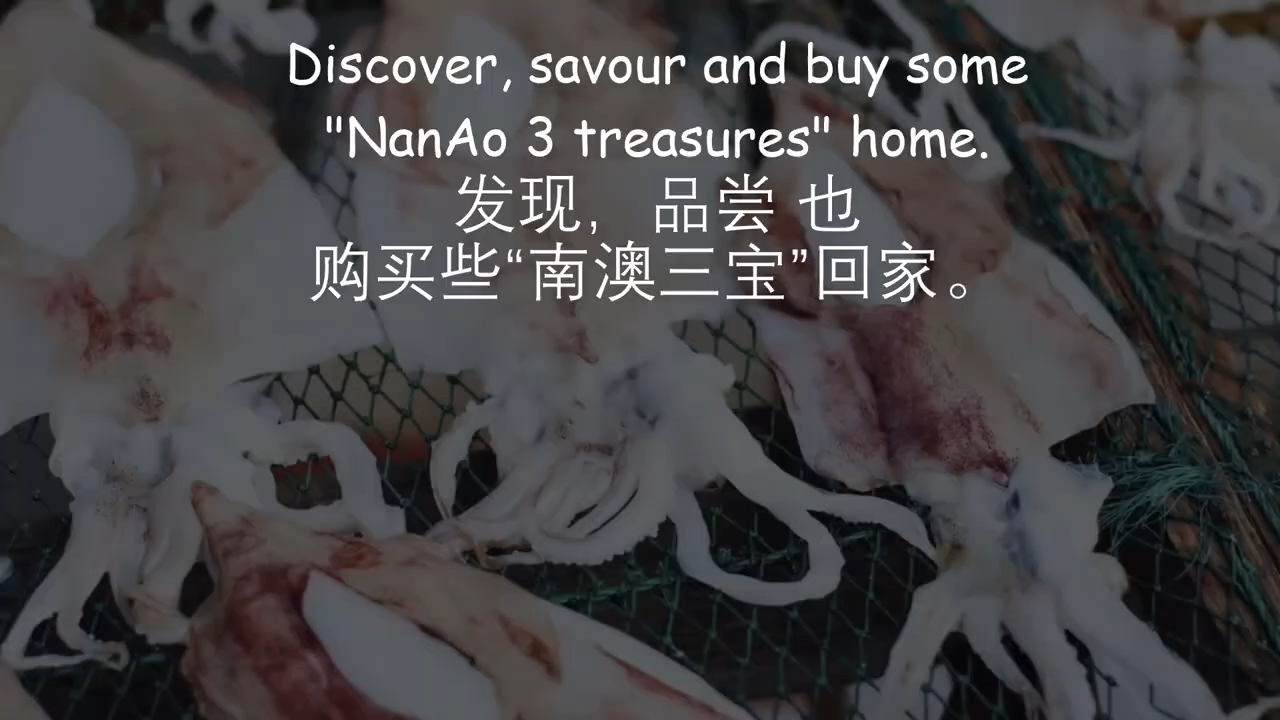 Discover, savour and buy some
"NanAo 3 treasures" home.
发现， 品尝 也
购买些“南澳三宝”回家。